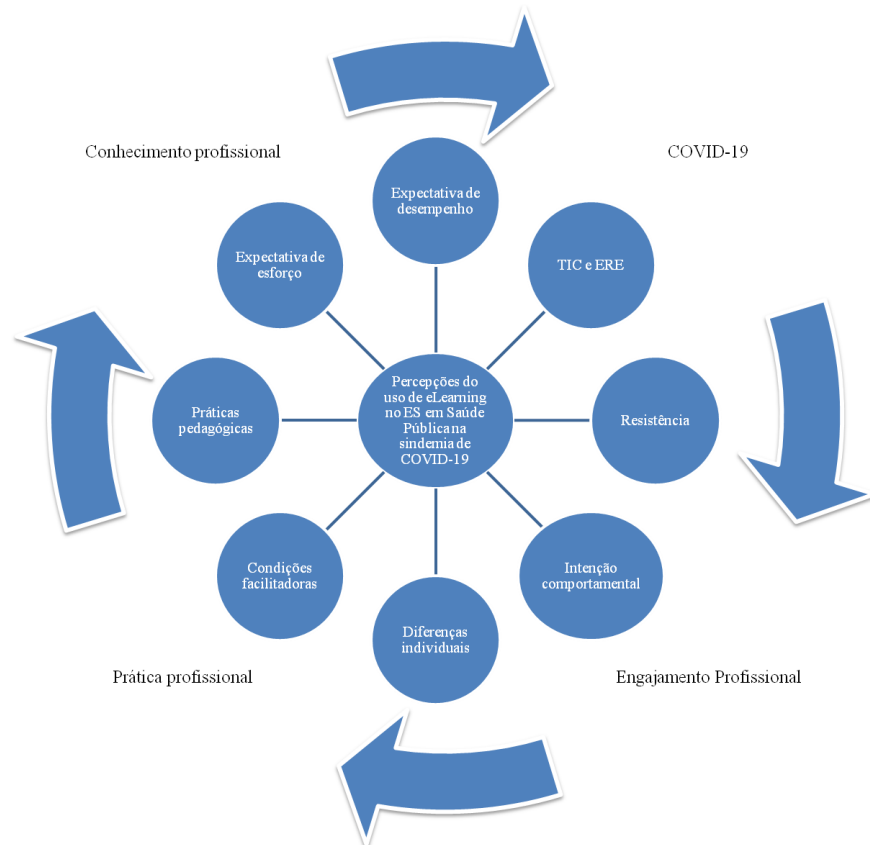 Conhecimento profissional
COVID-19
Expectativa de
desempenho
Expectativa de
esforço
TIC e ERE
Práticas
pedagógicas
Percepções do
uso de eLearning
no ES em Saúde
Pública na
sindemia de
COVID-19
Resistência
Condições
facilitadoras
Intenção
comportamental
Diferenças
individuais
Prática profissional
Engajamento Profissional